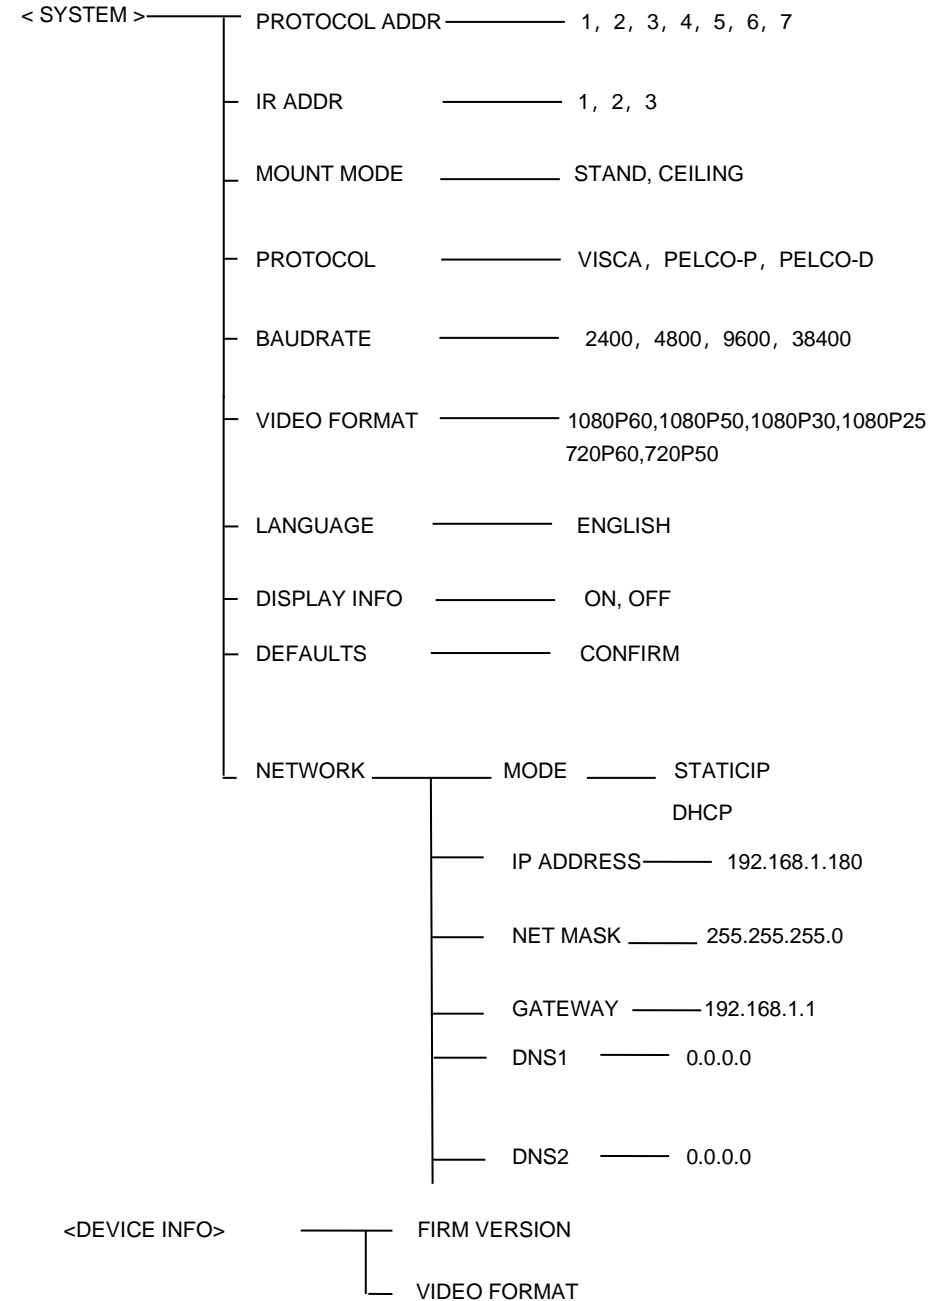 < SYSTEM > PROTOCOL ADDR 1, 2, 3, 4, 5, 6, 7
IR ADDR 1, 2, 3
MOUNT MODE STAND, CEILING
PROTOCOL VISCA, PELCO-P, PELCO-D
BAUDRATE 2400, 4800, 9600, 38400
VIDEO FORMAT 1080P60,1080P50,1080P30,1080P25
720P60,720P50
LANGUAGE ENGLISH
DISPLAY INFO ON, OFF
DEFAULTS CONFIRM
NETWORK MODE STATICIP
DHCP
IP ADDRESS 192.168.1.180
NET MASK 255.255.255.0
GATEWAY 192.168.1.1
DNS1 0.0.0.0
DNS2 0.0.0.0
<DEVICE INFO> FIRM VERSION
VIDEO FORMAT